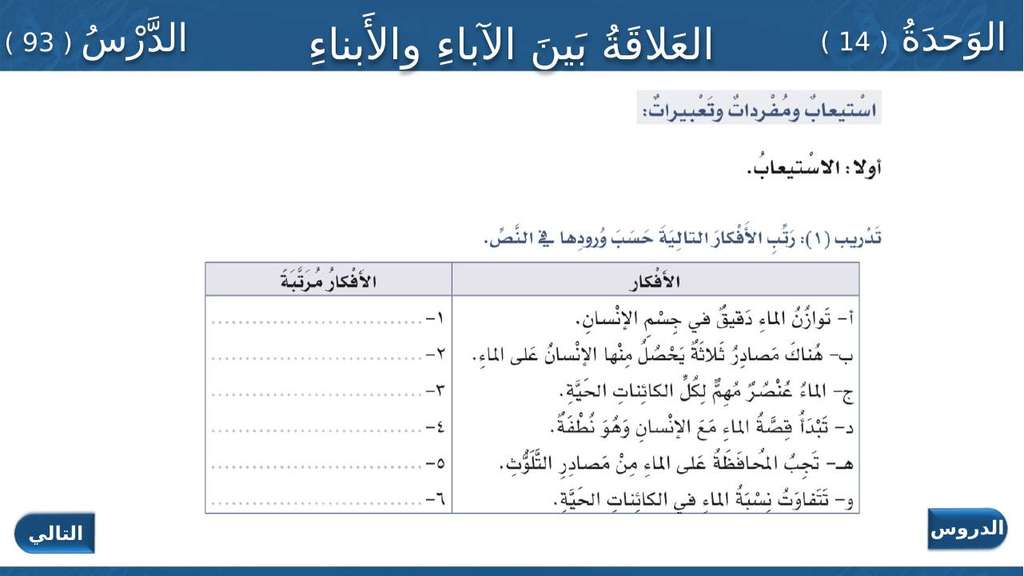 الوَحدَةُ ( 14 )
العَلاقَةُ بَينَ الآباءِ والأَبناءِ
الدَّرْسُ ( 93 )
اسْتيعابٌ ومُفْرداتٌ وتَعْبيراتٌ:
أولا: الاسْتيعابُ.
تَدْريب (١): رَتِّبِ الأَفْكارَ التالِيَةَ حَسَبَ وُرودِها في النَّصِّ.
الأَفْكار
الأَفْكارُ مُرَتَّبَةَ
أ- تَوازُنُ الماءِ دَقيقٌ في جِسْمِ الإنْسانِ.
١- ................................
ب- هُناكَ مَصادِرُ ثَلاثَةٌ يَحْصُلُ مِنْها الإنْسانُ عَلى الماءِ.
٢- ................................
ج- الماءُ عُنْصُرٌ مُهِمٌّ لِكُلِّ الكائِناتِ الحَيَّةِ.
٣- ................................
د- تَبْدَأُ قِصَّةُ الماءِ مَعَ الإنْسانِ وَهُوَ نُطْفَةٌ.
٤- ................................
هـ- تَجِبُ المُحافَظَةُ عَلى الماءِ مِنْ مَصادِرِ التَّلَوُّثِ.
٥- ................................
و- تَتَفاوَتُ نِسْبَةُ الماءِ في الكائِناتِ الحَيَّةِ.
٦- ................................
الدروس
التالي